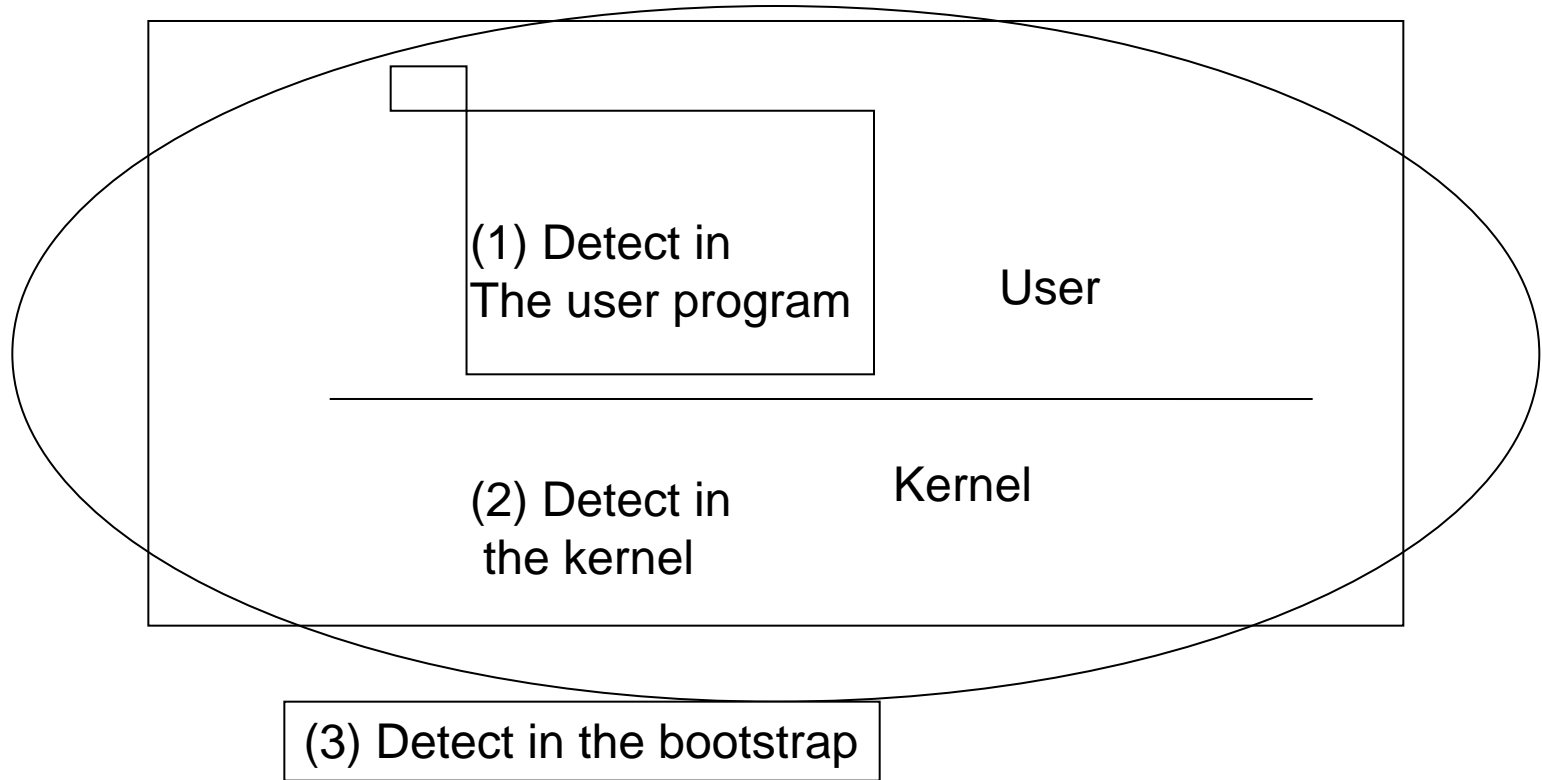 (1) Detect in
The user program
User
Kernel
(2) Detect in
the kernel
(3) Detect in the bootstrap